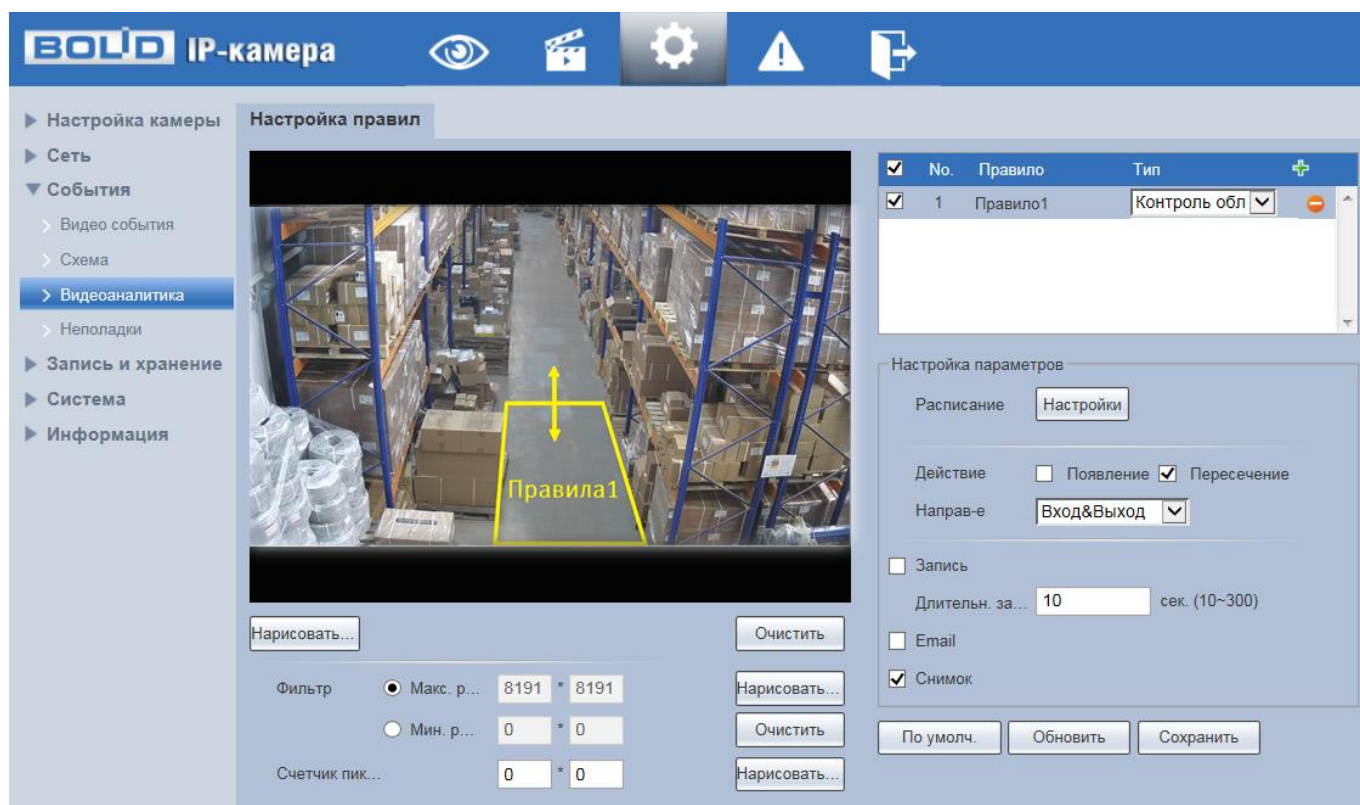 BOLID IP-камера
Настройка камеры
Сеть
События
Видео события
Схема
Видеоаналитика
Неполадки
Запись и хранение
Система
Информация
Настройка правил
Правила1
Нарисовать...
Очистить
Фильтр Макс. р... 8191 * 8191 Нарисовать...
Мин. р... 0 * 0 Очистить
Счетчик пик... 0 * 0 Нарисовать...
No. Правило Тип
1 Правило1 Контроль обл
Настройка параметров
Расписание Настройки
Действие Появление Пересечение
Направ-е Вход&Выход
Запись
Длительн. за... 10 сек. (10~300)
Email
Снимок
По умолч. Обновить Сохранить